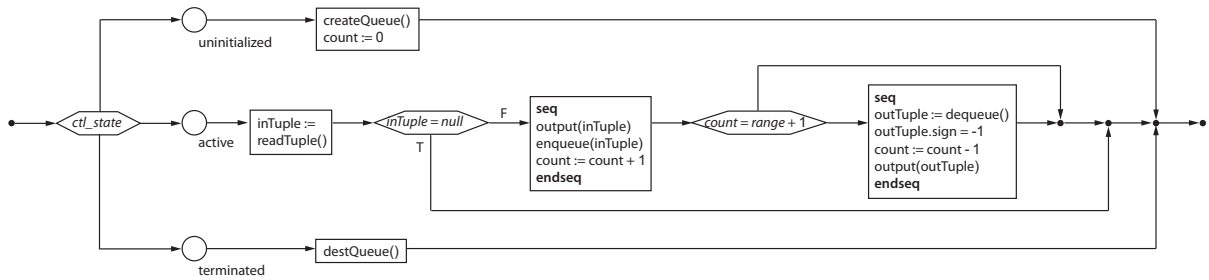 createQueue()
count := 0
uninitialized
ctl_state
active
inTuple :=
readTuple()
inTuple = null
F
T
seq
output(inTuple)
enqueue(inTuple)
count := count + 1
endseq
count = range + 1
seq
outTuple := dequeue()
outTuple.sign = -1
count := count - 1
output(outTuple)
endseq
terminated
destQueue()